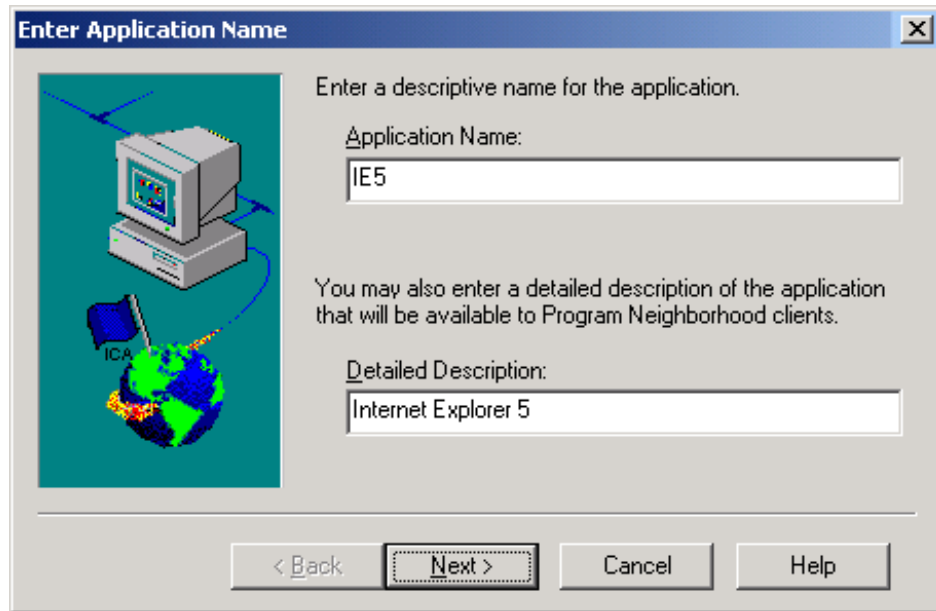 Enter Application Name
Enter a descriptive name for the application.
Application Name:
IE5
You may also enter a detailed description of the application
that will be available to Program Neighborhood clients.
ICA
Detailed Description:
Internet Explorer 5
< Back
Next >
Cancel
Help